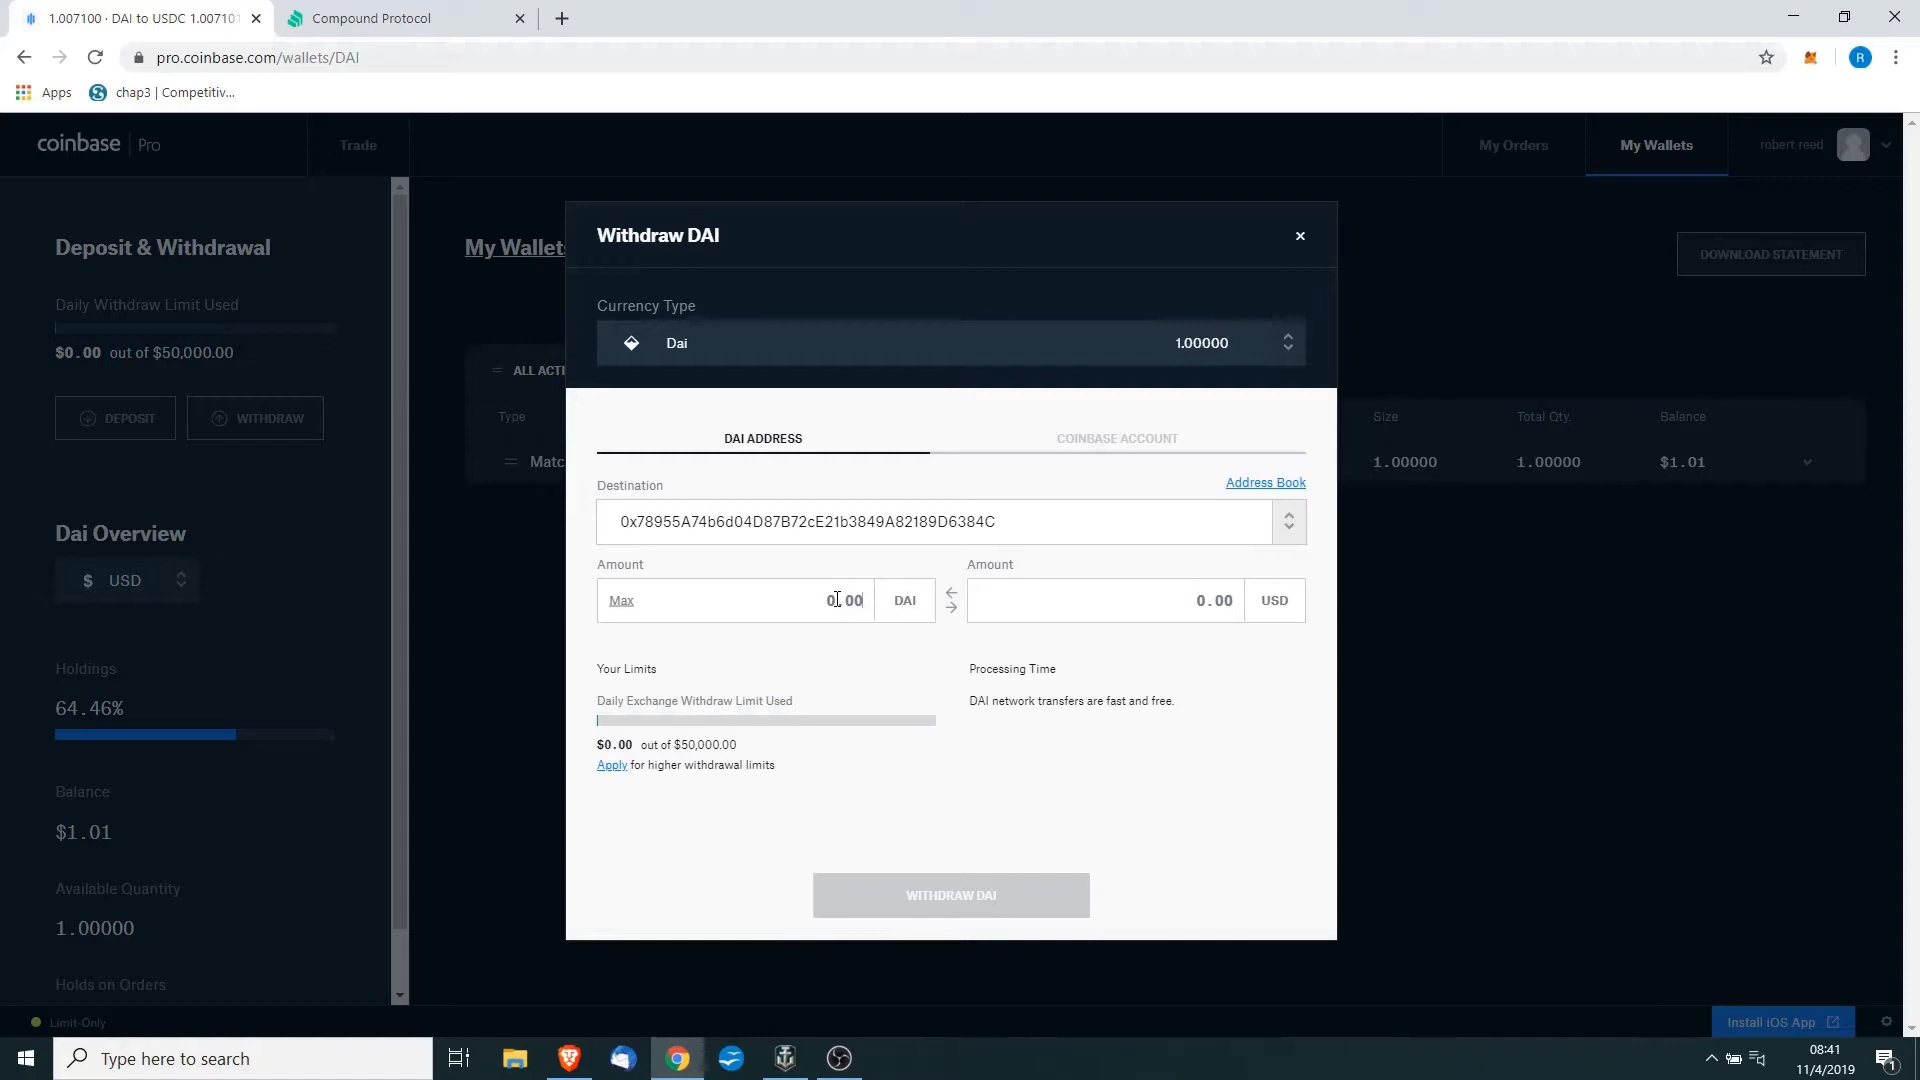 1.007100 · DAI to USDC 1.007101
Compound Protocol
pro.coinbase.com/wallets/DAI
R
Apps
chap3 | Competitiv...
coinbase | Pro
Trade
My Orders
My Wallets
robert reed
Deposit & Withdrawal
My Wallets
DOWNLOAD STATEMENT
Daily Withdraw Limit Used
$0.00 out of $50,000.00
DEPOSIT
WITHDRAW
Dai Overview
$ USD
Holdings
64.46%
Balance
$1.01
Available Quantity
1.00000
Holds on Orders
Limit-Only
ALL ACTI
Type
Size
Total Qty.
Balance
Matc
1.00000
1.00000
$1.01
Withdraw DAI
Currency Type
Dai
1.00000
DAI ADDRESS
COINBASE ACCOUNT
Destination
Address Book
0x78955A74b6d04D87B72cE21b3849A82189D6384C
Amount
Amount
Max
0.00
DAI
0.00
USD
Your Limits
Processing Time
Daily Exchange Withdraw Limit Used
DAI network transfers are fast and free.
$0.00 out of $50,000.00
Apply for higher withdrawal limits
WITHDRAW DAI
Install iOS App
Type here to search
08:41
11/4/2019
1